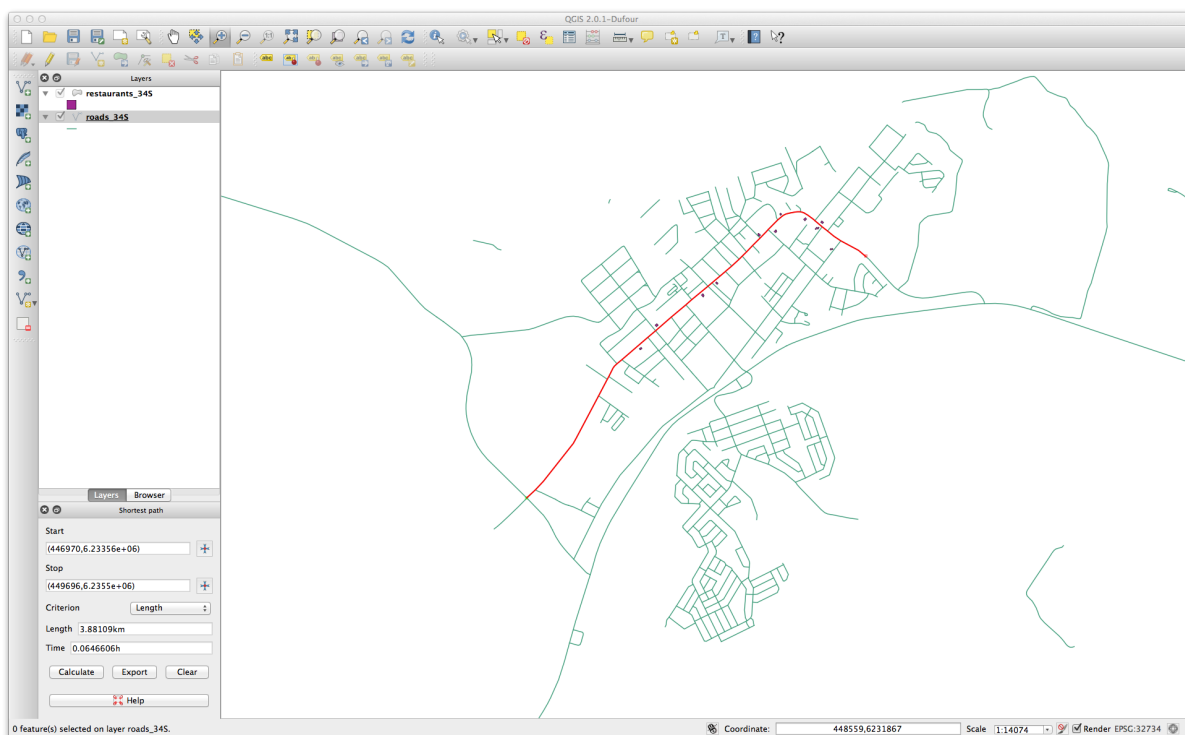 QGIS 2.0.1-Dufour
Layers
restaurants_34S
roads_34S
Layers Browser
Shortest path
Start
(446970,6.23356e+06)
Stop
(449696,6.2355e+06)
Criterion Length
Length 3.88109km
Time 0.0646606h
Calculate Export Clear
Help
0 feature(s) selected on layer roads_34S. Coordinate: 448559,6231867 Scale 1:14074 Render EPSG:32734